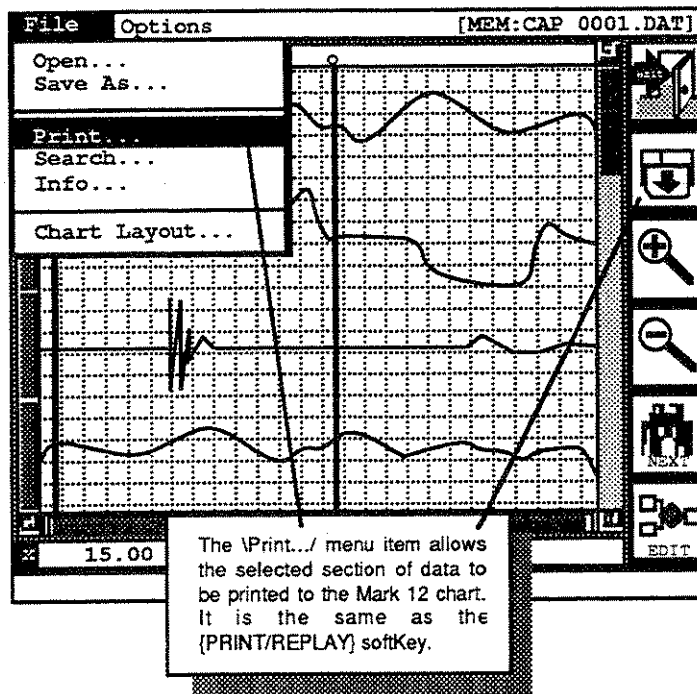 File Options [MEM:CAP 0001.DAT]
Open...
Save As...
Print...
Search...
Info...
Chart Layout...
NEXT
EDIT
15.00
The \Print.../ menu item allows
the selected section of data to
be printed to the Mark 12 chart.
It is the same as the
{PRINT/REPLAY} softKey.